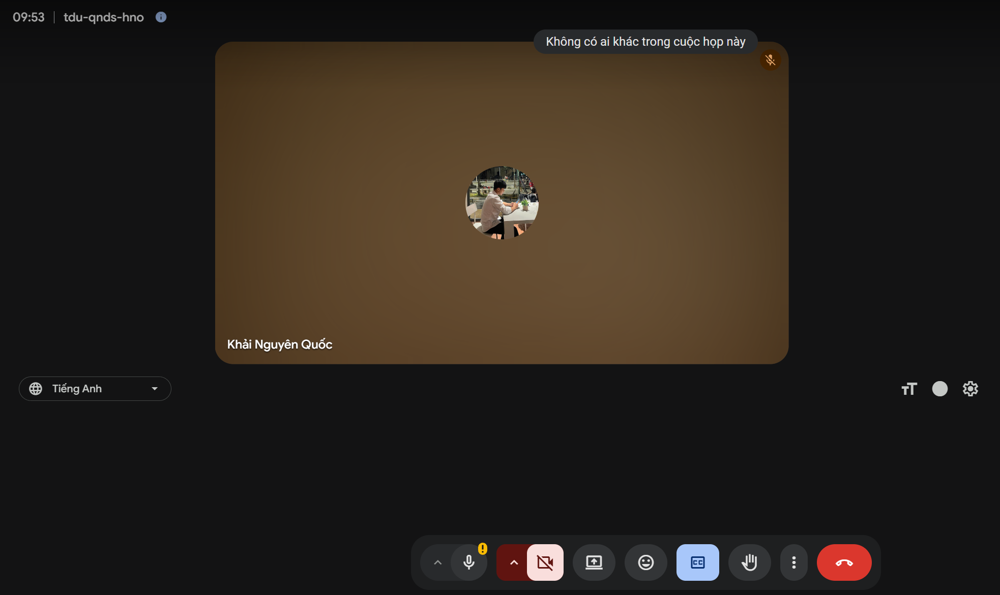 09:53
tdu-qnds-hno
Không có ai khác trong cuộc họp này
Khải Nguyên Quốc
Tiếng Anh